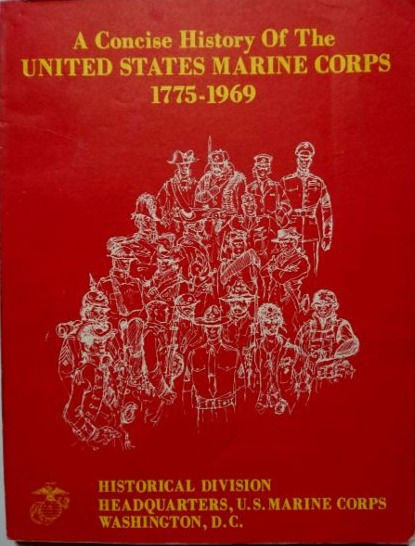 A Concise History Of The
UNITED STATES MARINE CORPS
1775-1969
HISTORICAL DIVISION
HEADQUARTERS, U.S. MARINE CORPS
WASHINGTON, D.C.